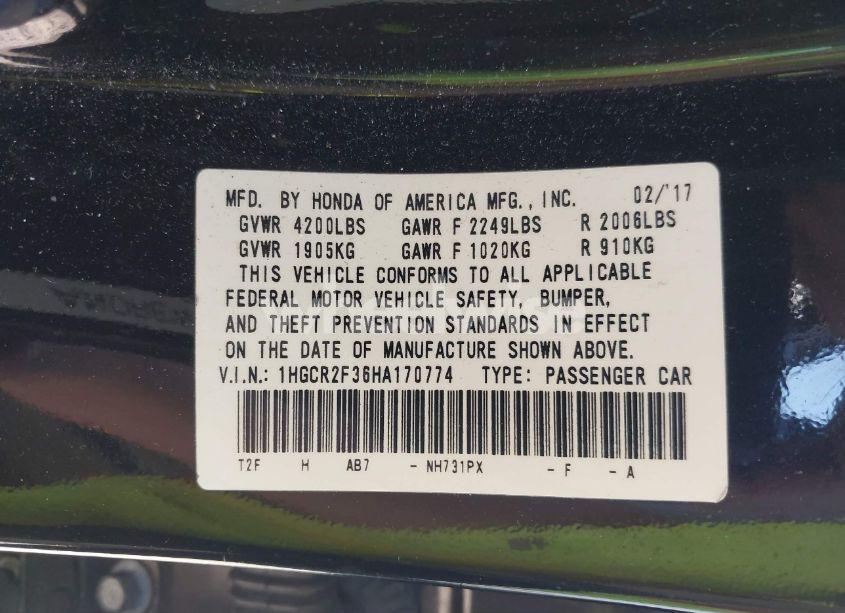 MFD. BY HONDA OF AMERICA MFG., INC. 02/'17
GVWR 4200LBS GAWR F 2249LBS R 2006LBS
GVWR 1905KG GAWR F 1020KG R 910KG
THIS VEHICLE CONFORMS TO ALL APPLICABLE
FEDERAL MOTOR VEHICLE SAFETY, BUMPER,
AND THEFT PREVENTION STANDARDS IN EFFECT
ON THE DATE OF MANUFACTURE SHOWN ABOVE.
V.I.N.: 1HGCR2F36HA170774 TYPE: PASSENGER CAR
T2F H AB7 - NH731PX - F - A